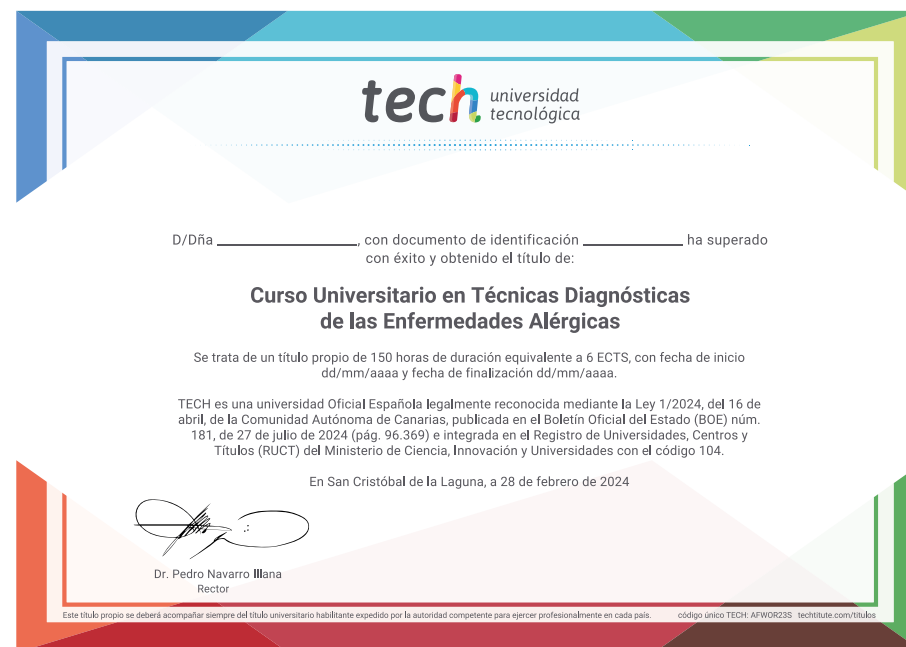 tech universidad
tecnológica
D/Dña ____________________, con documento de identificación ______________ ha superado
con éxito y obtenido el título de:
Curso Universitario en Técnicas Diagnósticas
de las Enfermedades Alérgicas
Se trata de un título propio de 150 horas de duración equivalente a 6 ECTS, con fecha de inicio
dd/mm/aaaa y fecha de finalización dd/mm/aaaa.
TECH es una universidad Oficial Española legalmente reconocida mediante la Ley 1/2024, del 16 de
abril, de la Comunidad Autónoma de Canarias, publicada en el Boletín Oficial del Estado (BOE) núm.
181, de 27 de julio de 2024 (pág. 96.369) e integrada en el Registro de Universidades, Centros y
Títulos (RUCT) del Ministerio de Ciencia, Innovación y Universidades con el código 104.
En San Cristóbal de la Laguna, a 28 de febrero de 2024
Dr. Pedro Navarro Illana
Rector
Este título propio se deberá acompañar siempre del título universitario habilitante expedido por la autoridad competente para ejercer profesionalmente en cada país. código único TECH: AFWOR23S techtitute.com/titulos